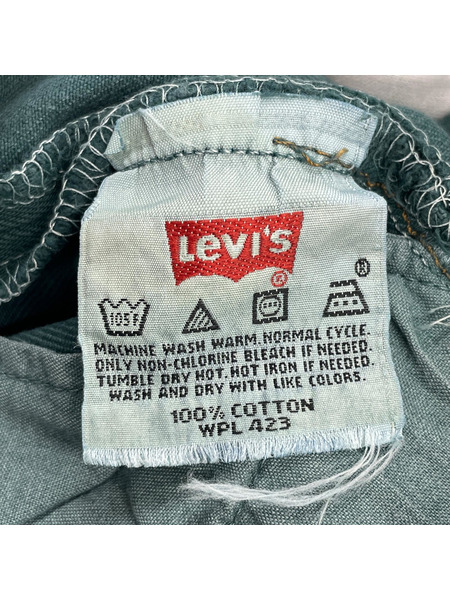 Levi's
®
®
105F
MACHINE WASH WARM. NORMAL CYCLE.
ONLY NON-CHLORINE BLEACH IF NEEDED.
TUMBLE DRY HOT. HOT IRON IF NEEDED.
WASH AND DRY WITH LIKE COLORS.
100% COTTON
WPL 423